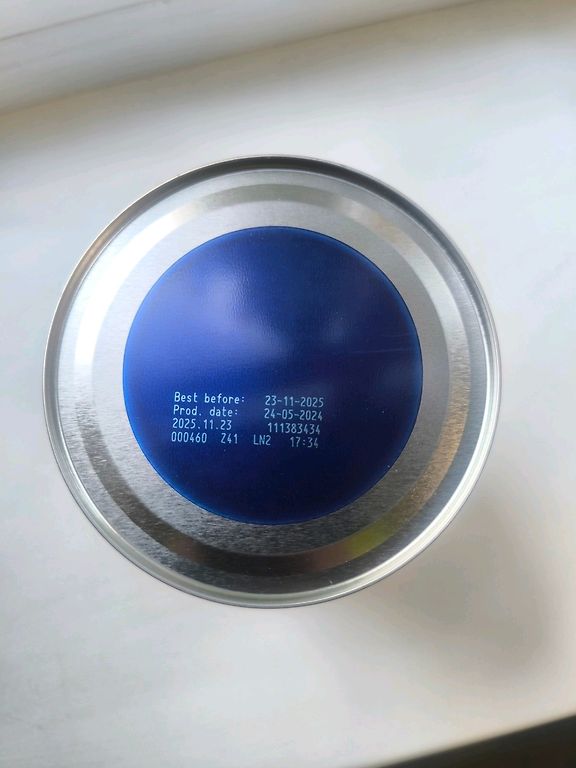 Best before: 23-11-2025
Prod. date: 24-05-2024
2025.11.23 111383434
000460 Z41 LN2 17:34